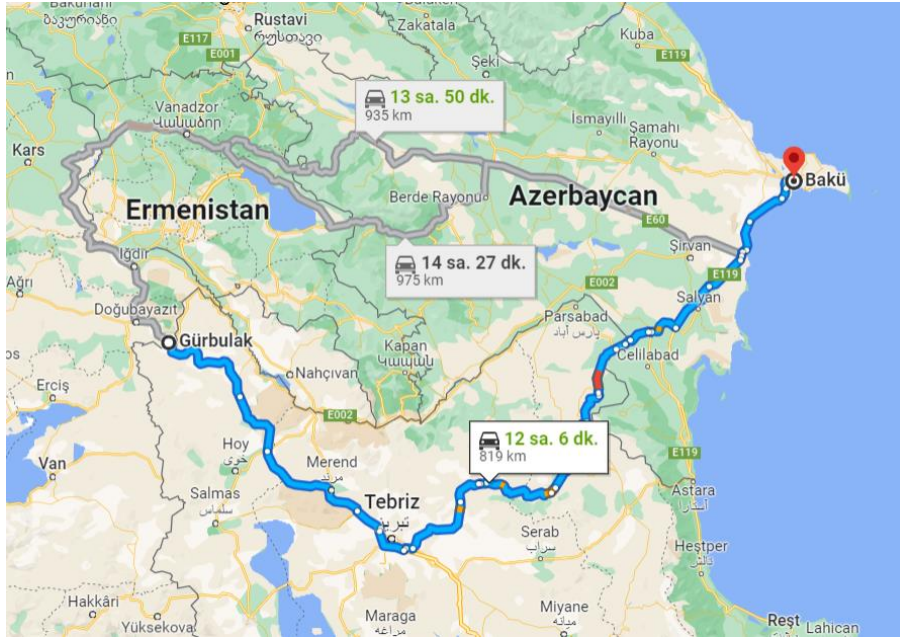 ბაკურიანი
Rustavi
რუსთავი
Zakatala
Kuba
E117
E001
E119
Şeki
13 sa. 50 dk.
935 km
Vanadzor
Վանաձոր
İsmayıllı
Şamahı
Rayonu
Kars
Bakü
Berde Rayonu
Azerbaycan
Ermenistan
E60
Şirvan
14 sa. 27 dk.
975 km
Iğdır
Ağrı
E002
E119
Salyan
Doğubayazıt
Parsabad
پارس آباد
Gürbulak
Kapan
Կապան
Celilabad
Nahçıvan
Erciş
E002
12 sa. 6 dk.
819 km
Hoy
خوی
Merend
مرند
E119
Van
Salmas
سلماس
Tebriz
تبریز
Astara
آستارا
Serab
سراب
Heştper
Hakkâri
Yüksekova
Maraga
مراغه
Miyane
میانه
Reşt
Lahican